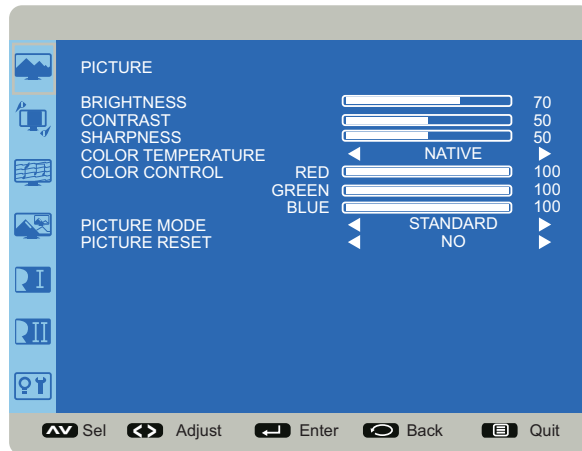 PICTURE
BRIGHTNESS 70
CONTRAST 50
SHARPNESS 50
COLOR TEMPERATURE NATIVE
COLOR CONTROL RED 100
GREEN 100
BLUE 100
PICTURE MODE STANDARD
PICTURE RESET NO
I
II
Sel Adjust Enter Back Quit